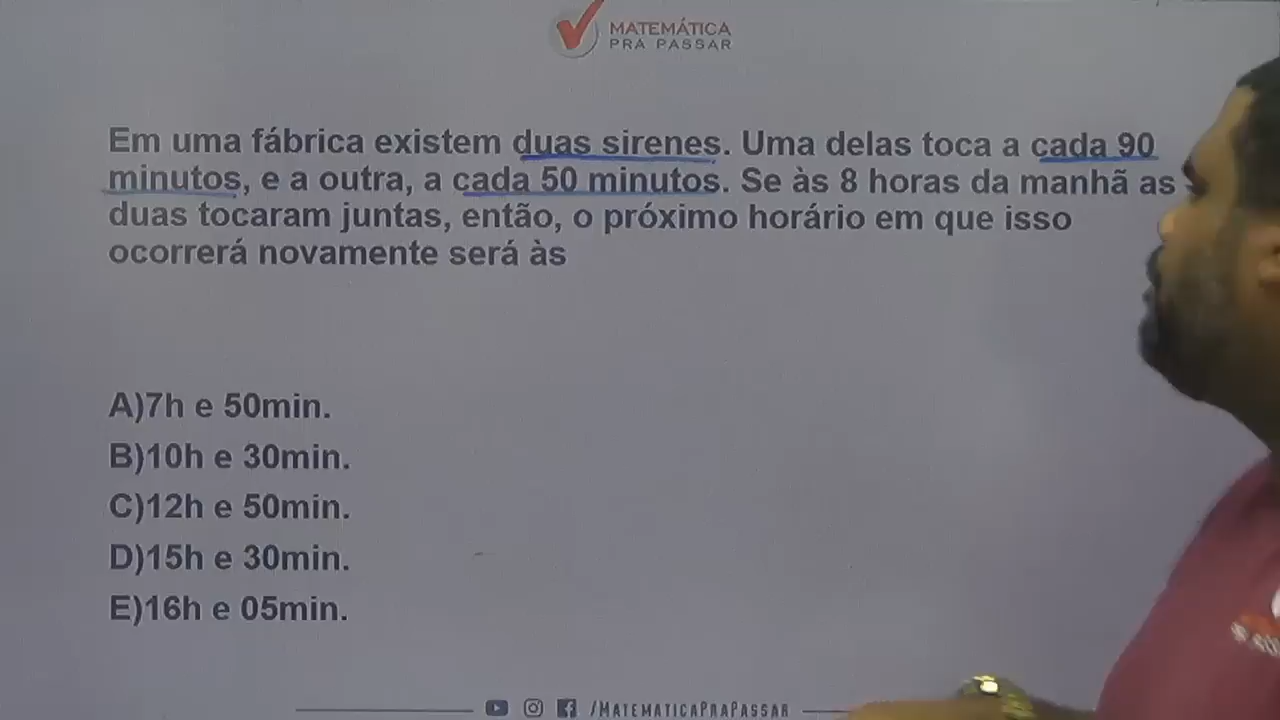 MATEMÁTICA
PRA PASSAR
Em uma fábrica existem duas sirenes. Uma delas toca a cada 90
minutos, e a outra, a cada 50 minutos. Se às 8 horas da manhã as
duas tocaram juntas, então, o próximo horário em que isso
ocorrerá novamente será às
A)7h e 50min.
B)10h e 30min.
C)12h e 50min.
D)15h e 30min.
E)16h e 05min.
/MATEMATICAPRAPASSAR